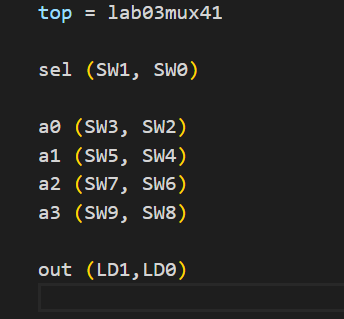 top = lab03mux41
sel (SW1, SW0)
a0 (SW3, SW2)
a1 (SW5, SW4)
a2 (SW7, SW6)
a3 (SW9, SW8)
out (LD1,LD0)